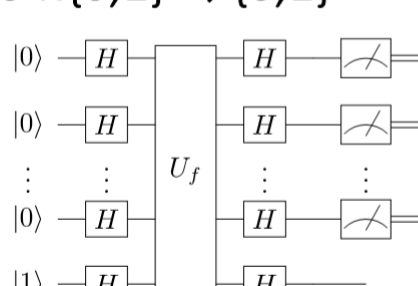 |0⟩ H H
|0⟩ H H
⋮ ⋮ U_f ⋮ ⋮
|0⟩ H H
|1⟩ H H